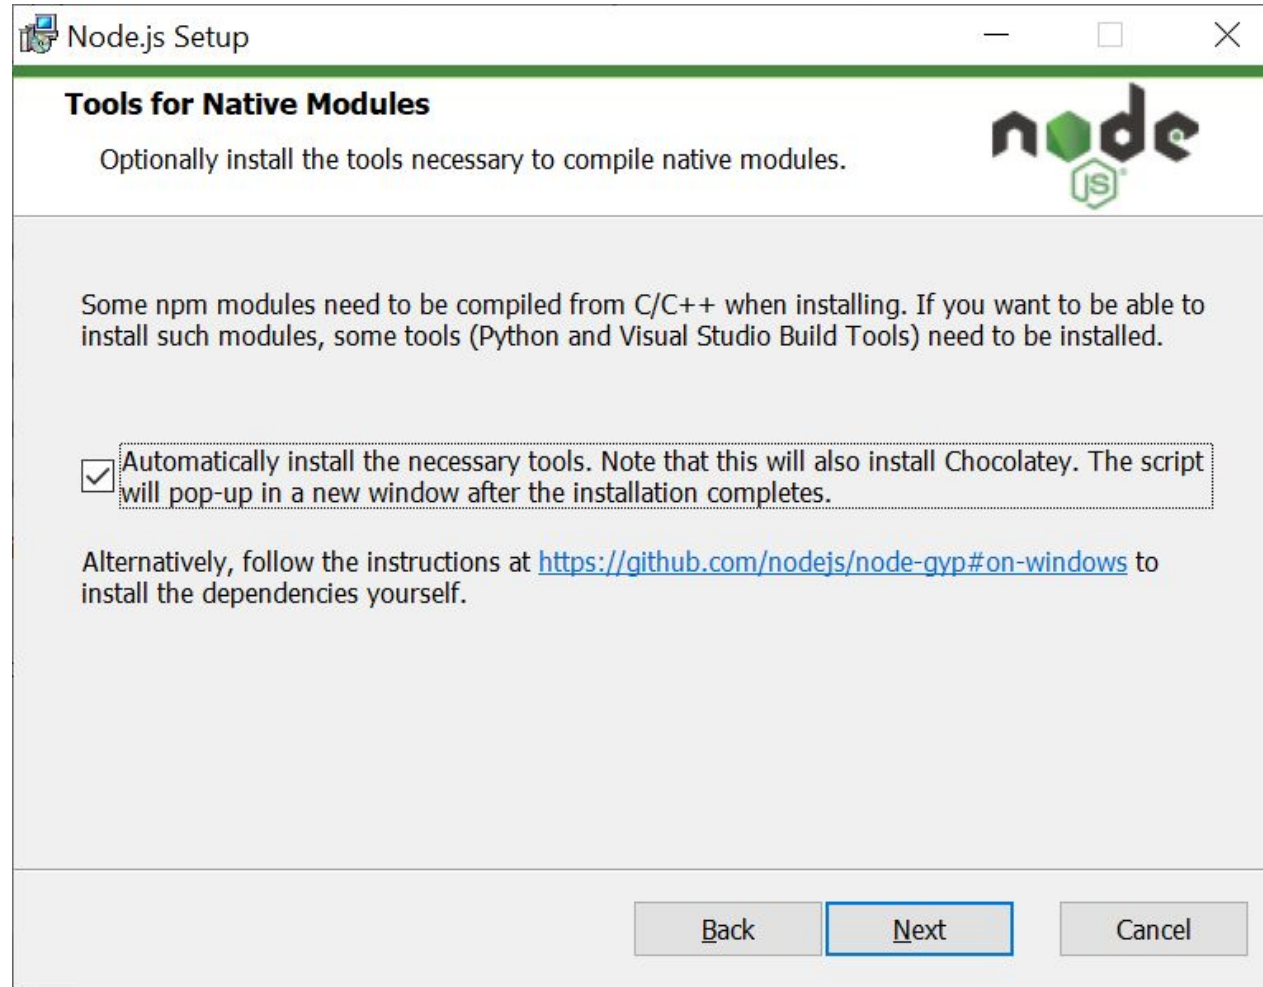 Node.js Setup
Tools for Native Modules
Optionally install the tools necessary to compile native modules.
node
JS
Some npm modules need to be compiled from C/C++ when installing. If you want to be able to
install such modules, some tools (Python and Visual Studio Build Tools) need to be installed.
Automatically install the necessary tools. Note that this will also install Chocolatey. The script
will pop-up in a new window after the installation completes.
Alternatively, follow the instructions at https://github.com/nodejs/node-gyp#on-windows to
install the dependencies yourself.
Back
Next
Cancel